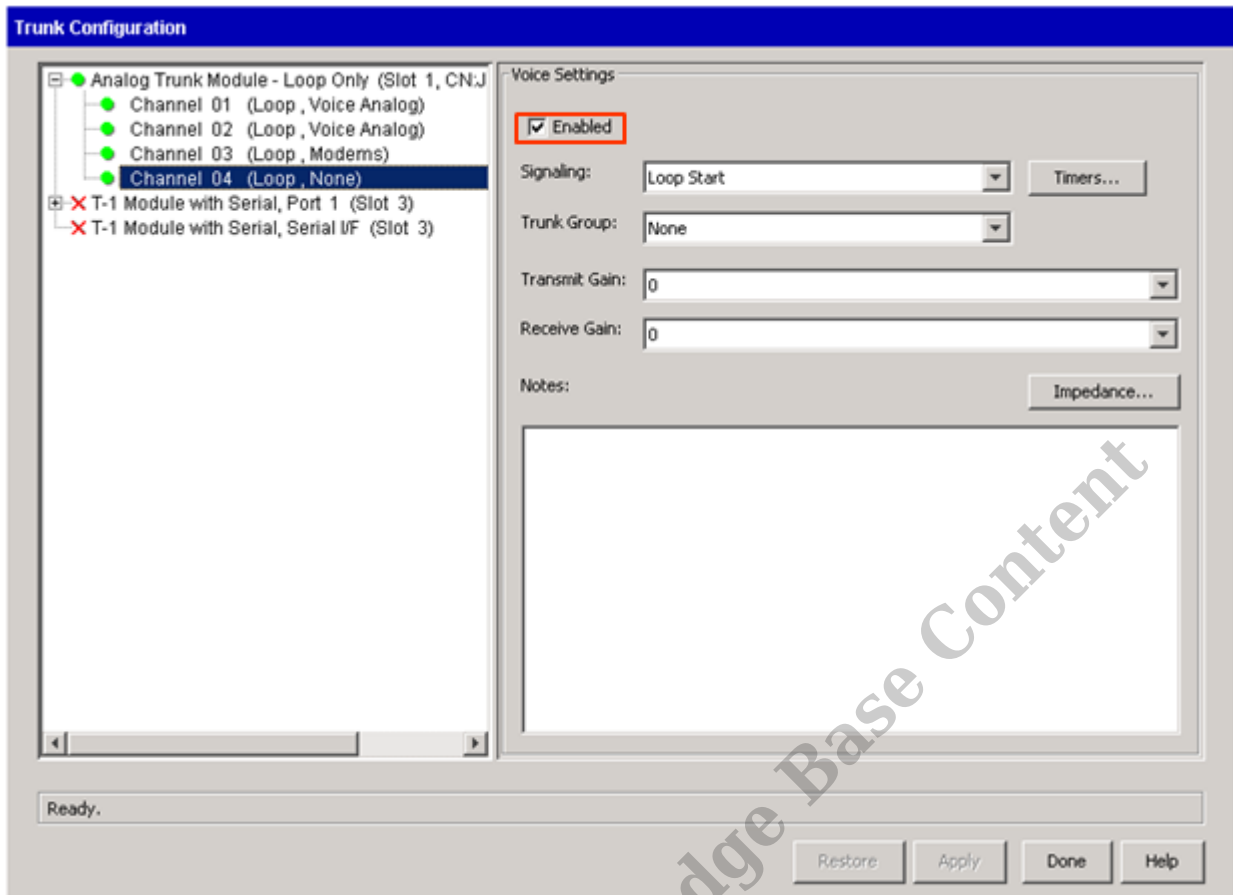 Trunk Configuration
Analog Trunk Module - Loop Only (Slot 1, CN:J
Channel 01 (Loop , Voice Analog)
Channel 02 (Loop , Voice Analog)
Channel 03 (Loop , Modems)
Channel 04 (Loop , None)
T-1 Module with Serial, Port 1 (Slot 3)
T-1 Module with Serial, Serial I/F (Slot 3)
Voice Settings
Enabled
Signaling: Loop Start Timers...
Trunk Group: None
Transmit Gain: 0
Receive Gain: 0
Notes: Impedance...
Ready.
Restore Apply Done Help
Base Content